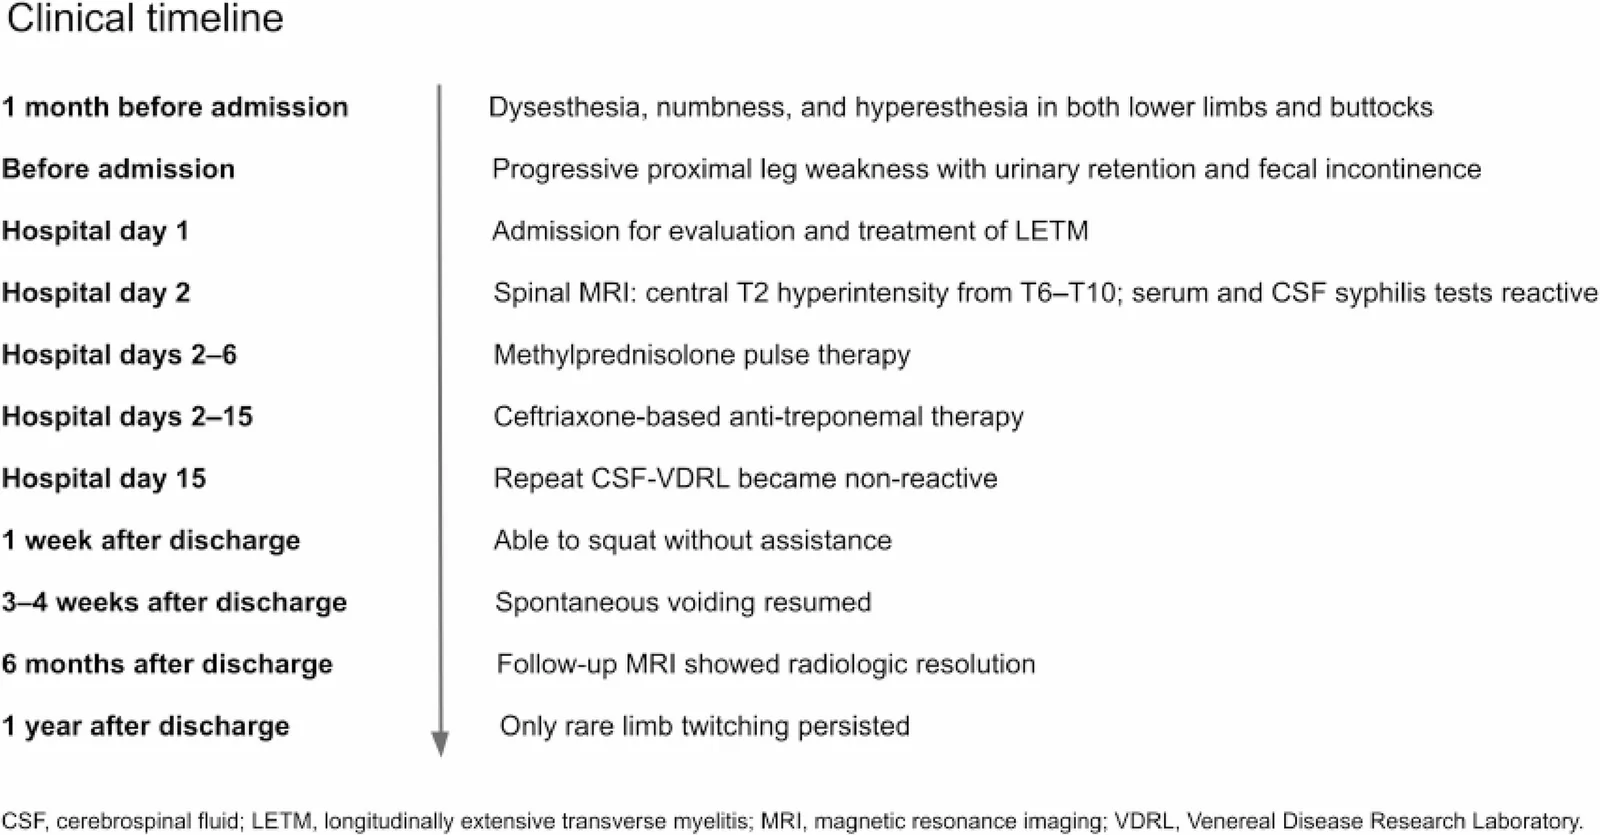 Clinical timeline
1 month before admission Dysesthesia, numbness, and hyperesthesia in both lower limbs and buttocks
Before admission Progressive proximal leg weakness with urinary retention and fecal incontinence
Hospital day 1 Admission for evaluation and treatment of LETM
Hospital day 2 Spinal MRI: central T2 hyperintensity from T6–T10; serum and CSF syphilis tests reactive
Hospital days 2–6 Methylprednisolone pulse therapy
Hospital days 2–15 Ceftriaxone-based anti-treponemal therapy
Hospital day 15 Repeat CSF-VDRL became non-reactive
1 week after discharge Able to squat without assistance
3–4 weeks after discharge Spontaneous voiding resumed
6 months after discharge Follow-up MRI showed radiologic resolution
1 year after discharge Only rare limb twitching persisted
CSF, cerebrospinal fluid; LETM, longitudinally extensive transverse myelitis; MRI, magnetic resonance imaging; VDRL, Venereal Disease Research Laboratory.